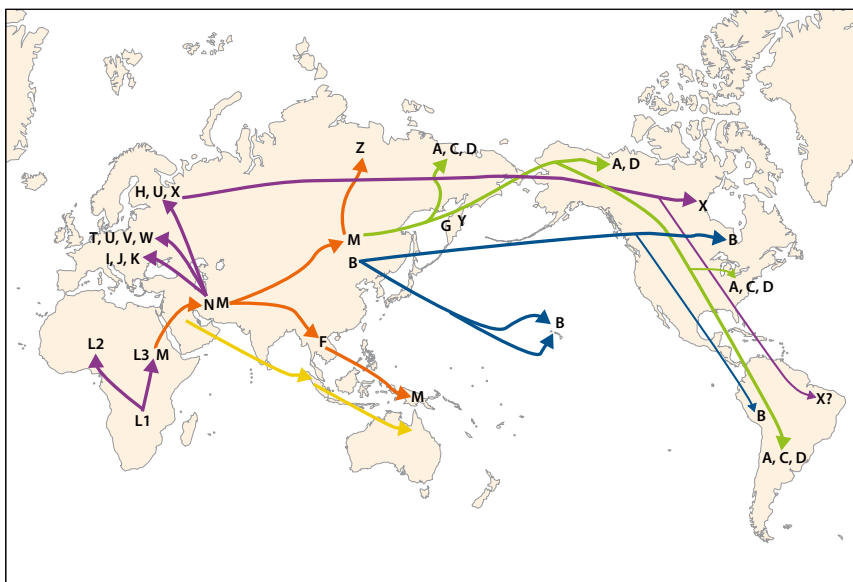 Z
A, C, D
A, D
H, U, X
X
G Y
T, U, V, W
M
B
I, J, K
B
A, C, D
N M
B
F
L2
L3 M
M
X?
L1
B
A, C, D